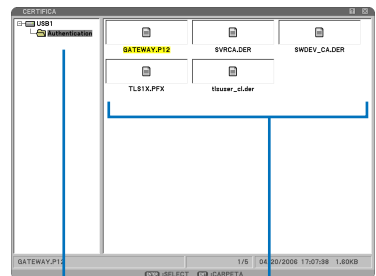 CERTIFICA
USB1
Authentication
GATEWAY.P12 SVRCA.DER SWDEV_CA.DER
TLS1X.PFX tlsuser_cl.der
GATEWAY.P12 1/5 04/20/2006 17:07:38 1.60KB
:SELECT :CARPETA